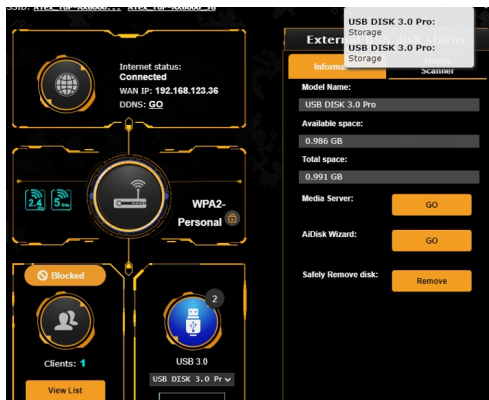 USB DISK 3.0 Pro:
Storage
USB DISK 3.0 Pro:
Storage
Internet status:
Connected
WAN IP: 192.168.123.36
DDNS: GO
2.4
5
WPA2-
Personal
Blocked
Clients: 1
View List
2
USB 3.0
USB DISK 3.0 Pr
Scanner
Model Name:
USB DISK 3.0 Pro
Available space:
0.986 GB
Total space:
0.991 GB
Media Server:
GO
AiDisk Wizard:
GO
Safely Remove disk:
Remove